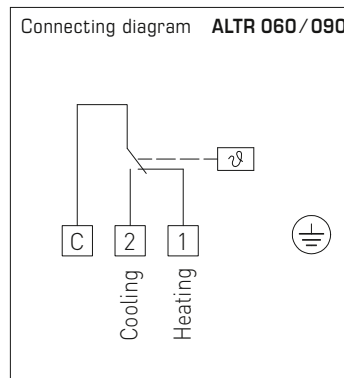 Connecting diagram ALTR 060/090
ϑ
C 2 1
Cooling
Heating